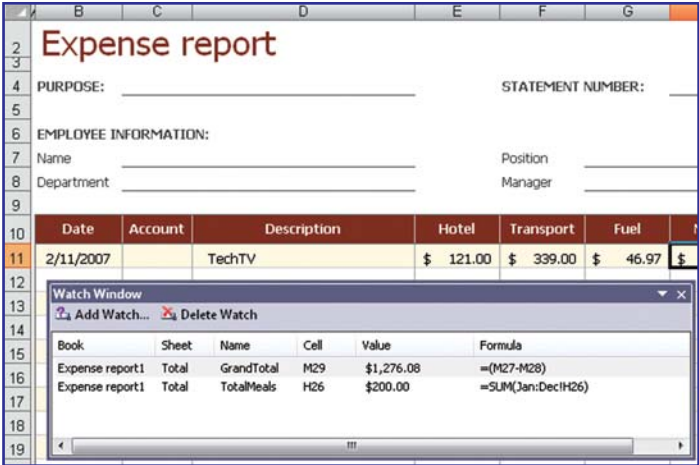 B C D E F G
2 Expense report
3
4 PURPOSE: STATEMENT NUMBER:
5
6 EMPLOYEE INFORMATION:
7 Name Position
8 Department Manager
9
10 Date Account Description Hotel Transport Fuel
11 2/11/2007 TechTV $ 121.00 $ 339.00 $ 46.97 $
12
Watch Window
13
Add Watch... Delete Watch
14
15 Book Sheet Name Cell Value Formula
16 Expense report1 Total GrandTotal M29 $1,276.08 =(M27-M28)
Expense report1 Total TotalMeals H26 $200.00 =SUM(Jan:Dec!H26)
17
18
19